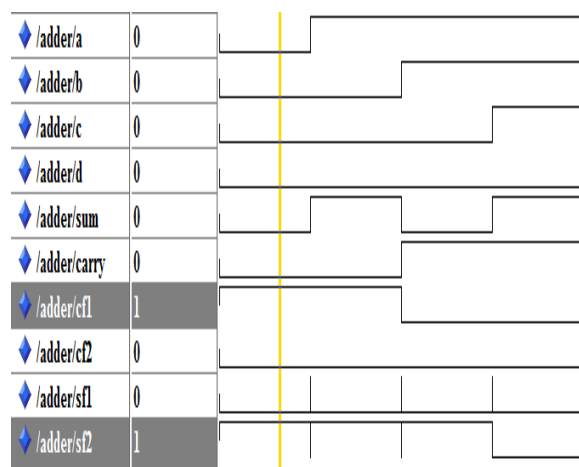 /adder/a 0
/adder/b 0
/adder/c 0
/adder/d 0
/adder/sum 0
/adder/carry 0
/adder/cf1 1
/adder/cf2 0
/adder/sf1 0
/adder/sf2 1